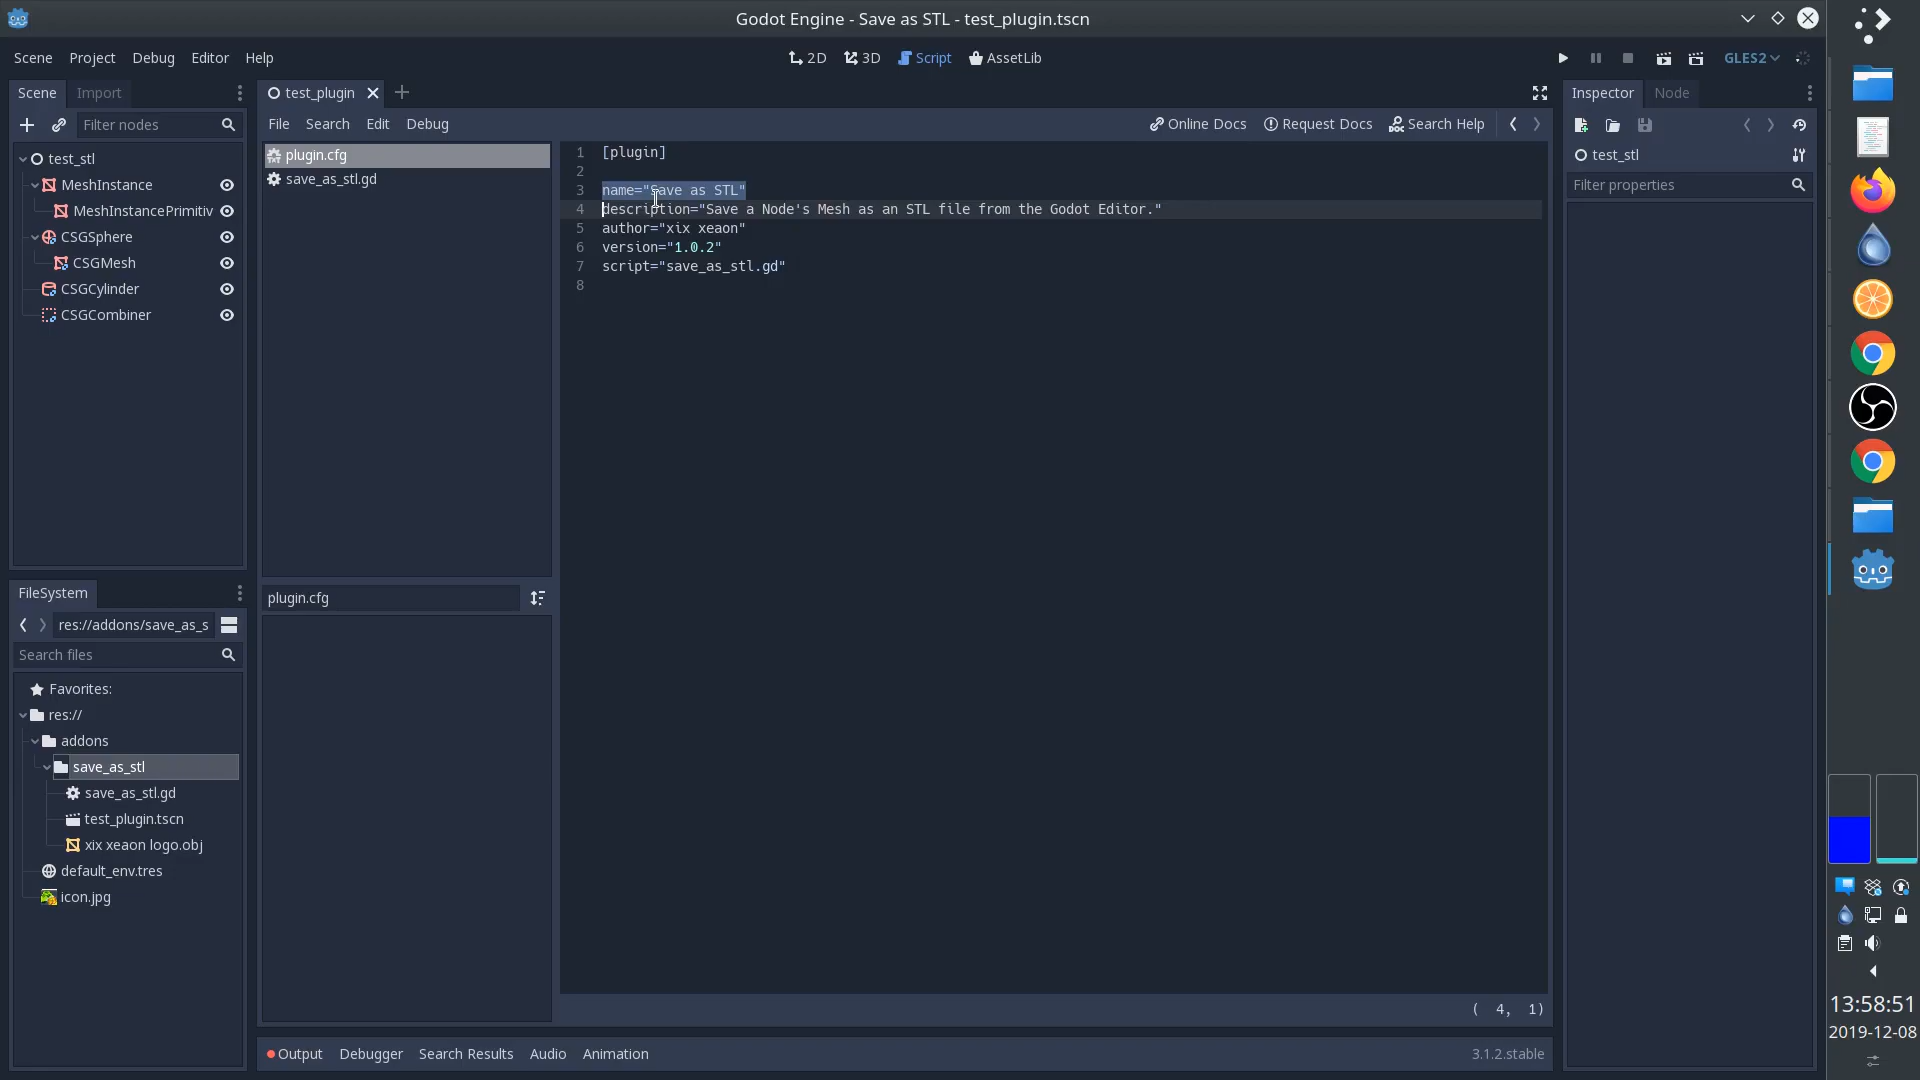 Godot Engine - Save as STL - test_plugin.tscn
Scene Project Debug Editor Help
2D 3D Script AssetLib
GLES2
Scene Import
Filter nodes
test_stl
MeshInstance
MeshInstancePrimitiv
CSGSphere
CSGMesh
CSGCylinder
CSGCombiner
FileSystem
res://addons/save_as_s
Search files
Favorites:
res://
addons
save_as_stl
save_as_stl.gd
test_plugin.tscn
xix xeaon logo.obj
default_env.tres
icon.jpg
test_plugin
File Search Edit Debug
Online Docs Request Docs Search Help
plugin.cfg
save_as_stl.gd
plugin.cfg
1 [plugin]
2
3 name="Save as STL"
4 description="Save a Node's Mesh as an STL file from the Godot Editor."
5 author="xix xeaon"
6 version="1.0.2"
7 script="save_as_stl.gd"
8
( 4, 1)
Output Debugger Search Results Audio Animation
3.1.2.stable
Inspector Node
test_stl
Filter properties
13:58:51
2019-12-08